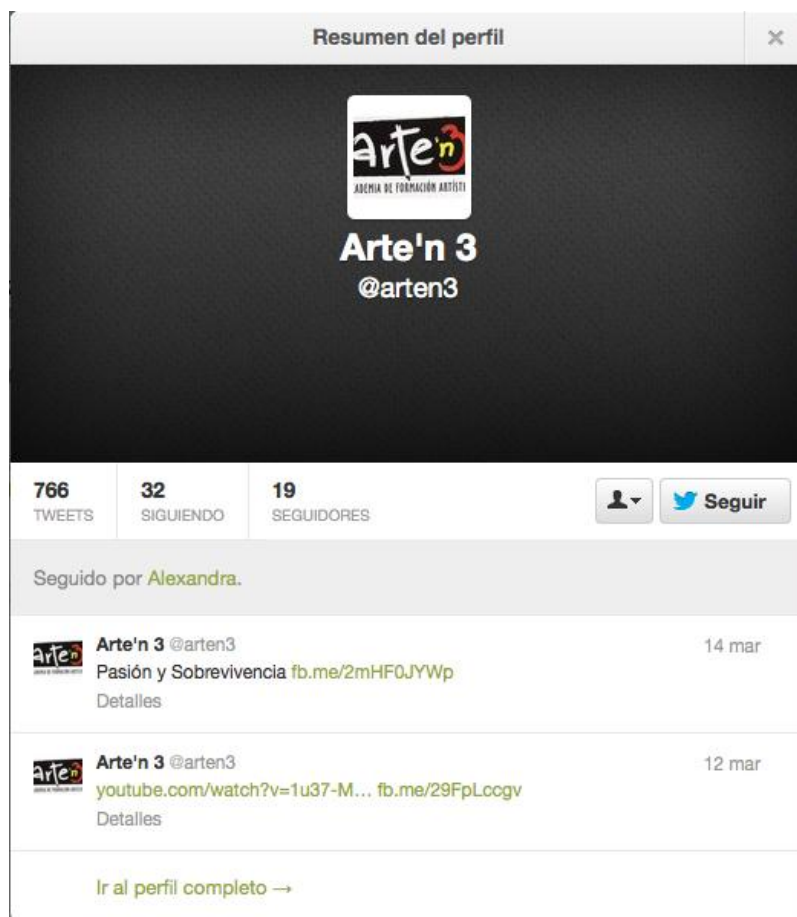 Resumen del perfil ×
arte'n3
ADEMIA DE FORMACIÓN ARTÍSTI
Arte'n 3
@arten3
766 32 19
TWEETS SIGUIENDO SEGUIDORES
Seguir
Seguido por Alexandra.
Arte'n 3 @arten3 14 mar
Pasión y Sobrevivencia fb.me/2mHF0JYWp
Detalles
Arte'n 3 @arten3 12 mar
youtube.com/watch?v=1u37-M... fb.me/29FpLccgv
Detalles
Ir al perfil completo →